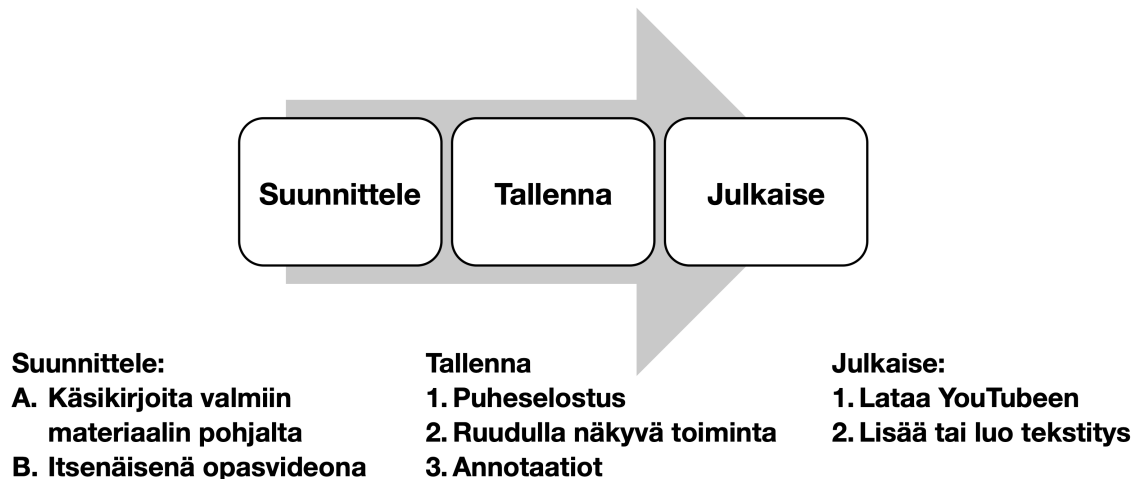 Suunnittele
Tallenna
Julkaise
Suunnittele:
A. Käsikirjoita valmiin
materiaalin pohjalta
B. Itsenäisenä opasvideona
Tallenna
1. Puheselostus
2. Ruudulla näkyvä toiminta
3. Annotaatiot
Julkaise:
1. Lataa YouTubeen
2. Lisää tai luo tekstitys